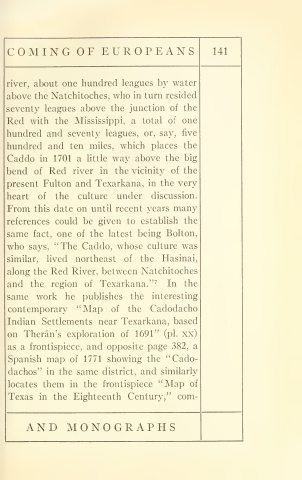 COMING OF EUROPEANS 141
river, about one hundred leagues by water
above the Natchitoches, who in turn resided
seventy leagues above the junction of the
Red with the Mississippi, a total of one
hundred and seventy leagues, or, say, five
hundred and ten miles, which places the
Caddo in 1701 a little way above the big
bend of Red river in the vicinity of the
present Fulton and Texarkana, in the very
heart of the culture under discussion.
From this date on until recent years many
references could be given to establish the
same fact, one of the latest being Bolton,
who says, “The Caddo, whose culture was
similar, lived northeast of the Hasinai,
along the Red River, between Natchitoches
and the region of Texarkana.”⁷ In the
same work he publishes the interesting
contemporary “Map of the Cadodacho
Indian Settlements near Texarkana, based
on Therán’s exploration of 1691” (pl. XX)
as a frontispiece, and opposite page 382, a
Spanish map of 1771 showing the “Cado-
dachos” in the same district, and similarly
locates them in the frontispiece “Map of
Texas in the Eighteenth Century,” com-
AND MONOGRAPHS